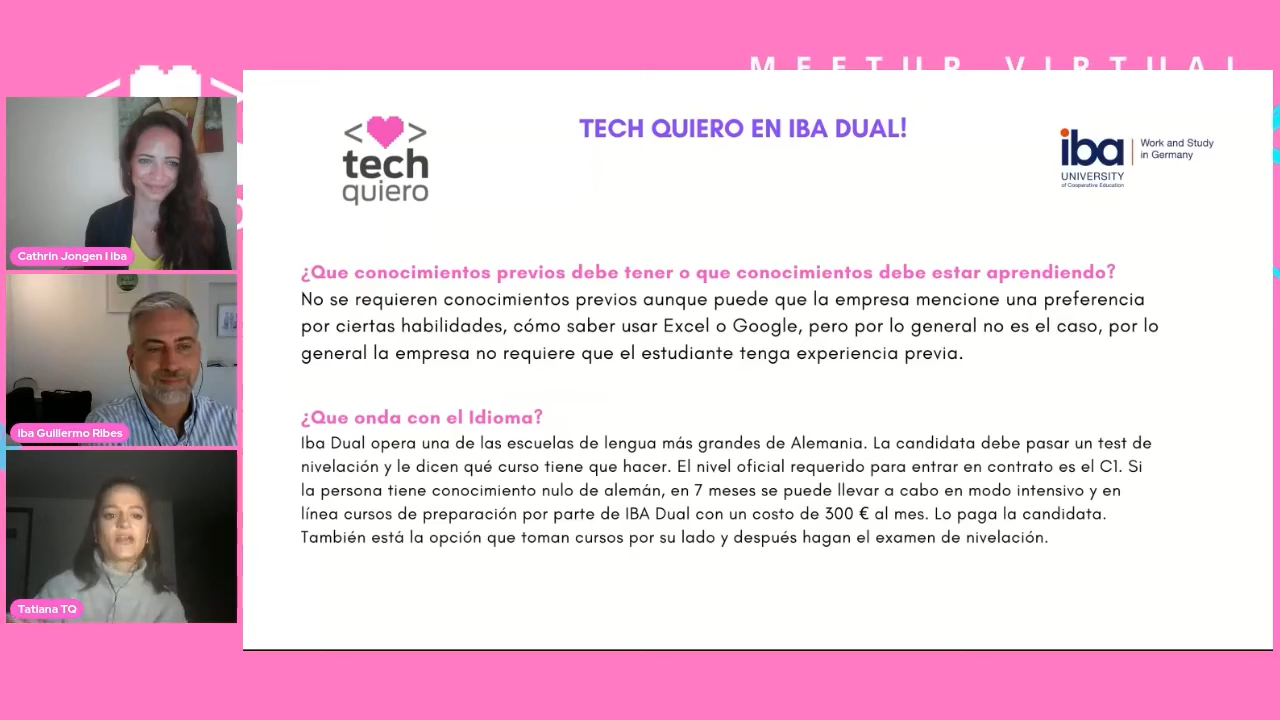 MEETUP VIRTUAL
<
>
tech
quiero
TECH QUIERO EN IBA DUAL!
iba
Work and Study
in Germany
UNIVERSITY
of Cooperative Education
Cathrin Jongen I iba
iba Guillermo Ribes
Tatiana TQ
¿Que conocimientos previos debe tener o que conocimientos debe estar aprendiendo?
No se requieren conocimientos previos aunque puede que la empresa mencione una preferencia
por ciertas habilidades, cómo saber usar Excel o Google, pero por lo general no es el caso, por lo
general la empresa no requiere que el estudiante tenga experiencia previa.
¿Que onda con el Idioma?
Iba Dual opera una de las escuelas de lengua más grandes de Alemania. La candidata debe pasar un test de
nivelación y le dicen qué curso tiene que hacer. El nivel oficial requerido para entrar en contrato es el C1. Si
la persona tiene conocimiento nulo de alemán, en 7 meses se puede llevar a cabo en modo intensivo y en
línea cursos de preparación por parte de IBA Dual con un costo de 300 € al mes. Lo paga la candidata.
También está la opción que toman cursos por su lado y después hagan el examen de nivelación.